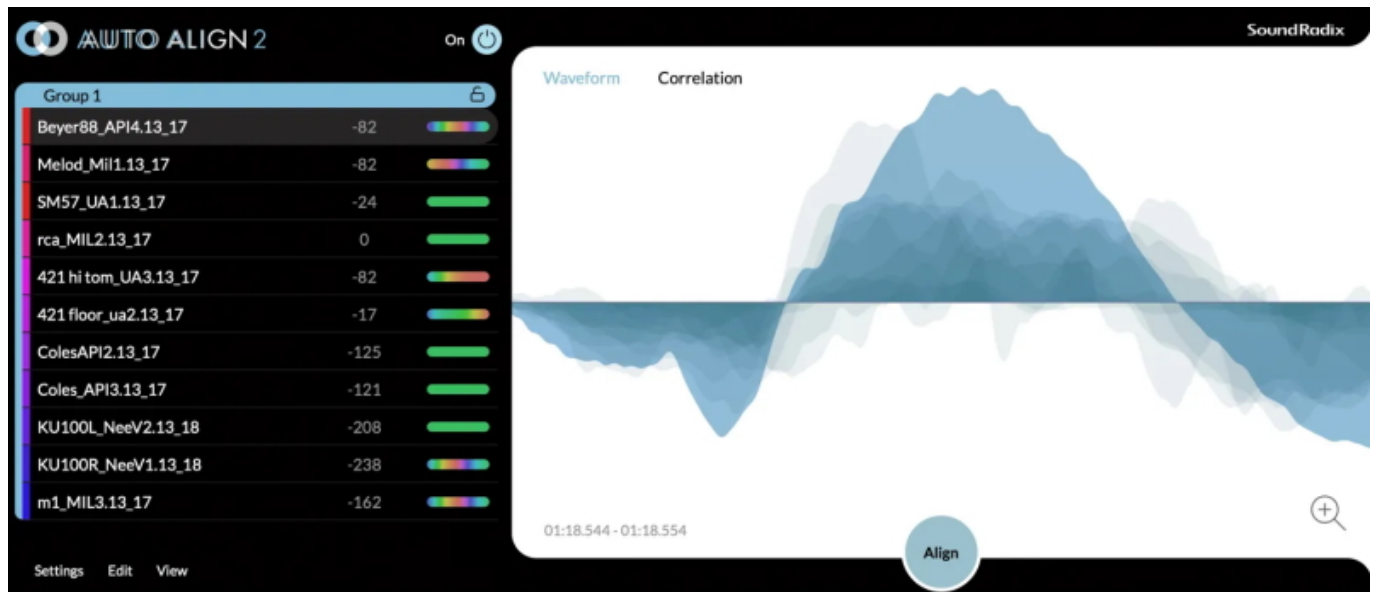 AUTO ALIGN 2
On
SoundRadix
Group 1
Beyer88_API4.13_17 -82
Melod_Mil1.13_17 -82
SM57_UA1.13_17 -24
rca_MIL2.13_17 0
421 hi tom_UA3.13_17 -82
421 floor_ua2.13_17 -17
ColesAPI2.13_17 -125
Coles_API3.13_17 -121
KU100L_NeeV2.13_18 -208
KU100R_NeeV1.13_18 -238
m1_MIL3.13_17 -162
Settings Edit View
Waveform Correlation
01:18.544 - 01:18.554
Align